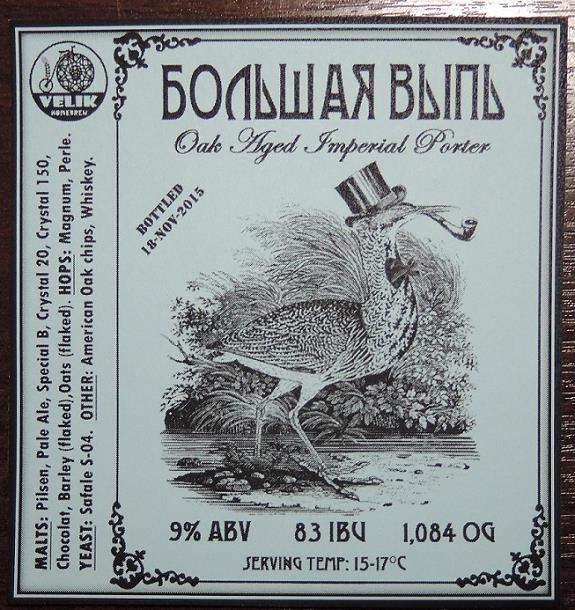 VELIK
HOMEBREW
БОЛЬШАЯ ВЫПЬ
Oak Aged Imperial Porter
BOTTLED
18-NOV-2015
MALTS: Pilsen, Pale Ale, Special B, Crystal 20, Crystal 150,
Chocolat, Barley (flaked),Oats (flaked). HOPS: Magnum, Perle.
YEAST: Safale S-04. OTHER: American Oak chips, Whiskey.
9% ABV 83 IBU 1,084 OG
SERVING TEMP: 15-17°C